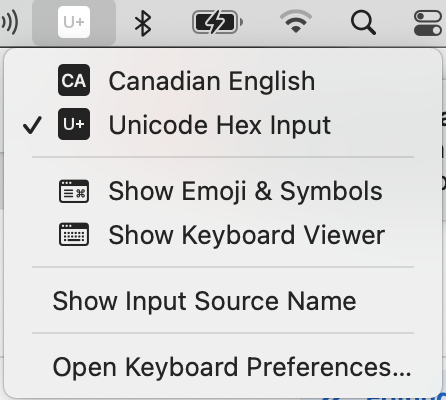 U+
CA Canadian English
U+ Unicode Hex Input
Show Emoji & Symbols
Show Keyboard Viewer
Show Input Source Name
Open Keyboard Preferences...